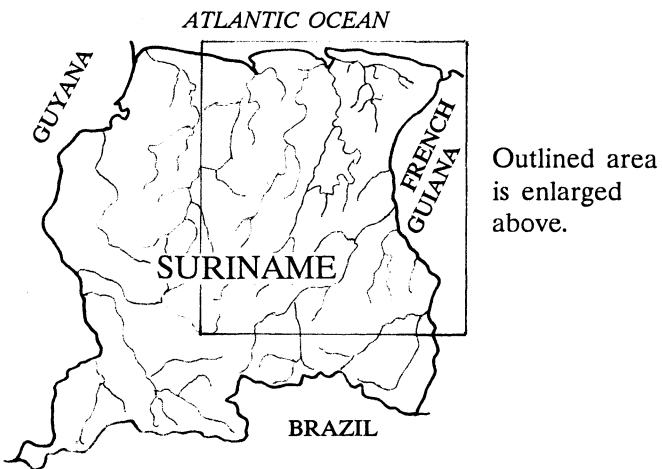 ATLANTIC OCEAN
GUYANA
FRENCH
GUIANA
Outlined area
is enlarged
above.
SURINAME
BRAZIL